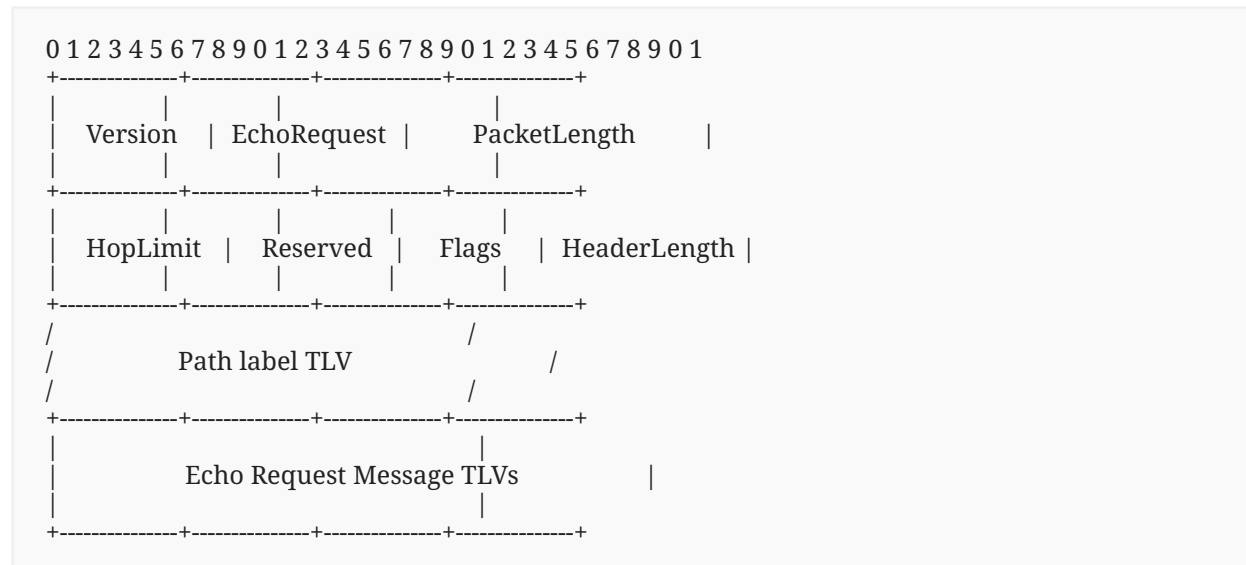 0 1 2 3 4 5 6 7 8 9 0 1 2 3 4 5 6 7 8 9 0 1 2 3 4 5 6 7 8 9 0 1
+---------------+---------------+---------------+---------------+
| | | |
| Version | EchoRequest | PacketLength |
| | | |
+---------------+---------------+---------------+---------------+
| | | | |
| HopLimit | Reserved | Flags | HeaderLength |
| | | | |
+---------------+---------------+---------------+---------------+
/ /
/ Path label TLV /
/ /
+---------------+---------------+---------------+---------------+
| |
| Echo Request Message TLVs |
| |
+---------------+---------------+---------------+---------------+